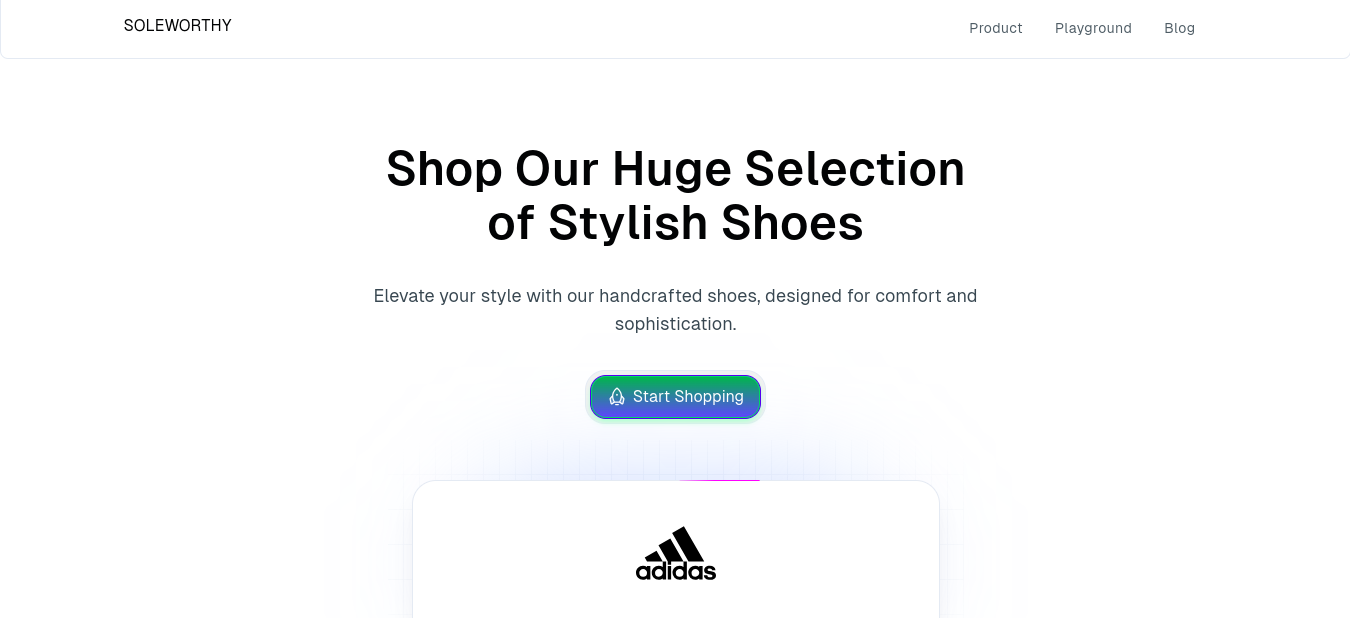 SOLEWORTHY
Product
Playground
Blog
Shop Our Huge Selection
of Stylish Shoes
Elevate your style with our handcrafted shoes, designed for comfort and
sophistication.
Start Shopping
adidas